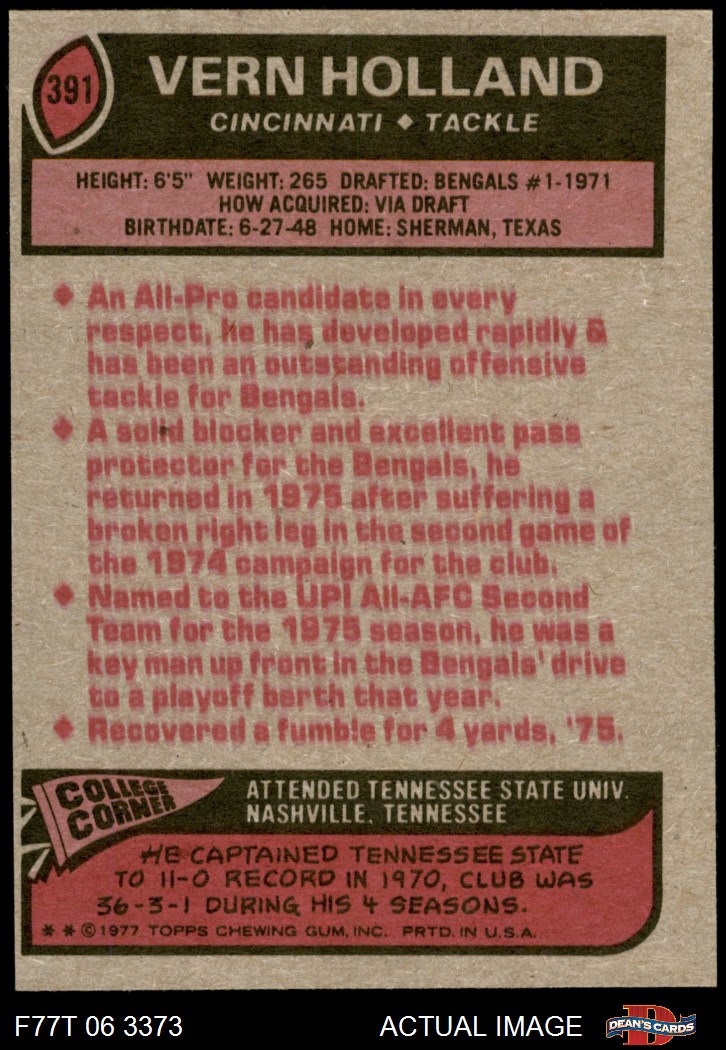 391
VERN HOLLAND
CINCINNATI ◆ TACKLE
HEIGHT: 6'5" WEIGHT: 265 DRAFTED: BENGALS #1-1971
HOW ACQUIRED: VIA DRAFT
BIRTHDATE: 6-27-48 HOME: SHERMAN, TEXAS
◆ An All-Pro candidate in every
respect, he has developed rapidly &
has been an outstanding offensive
tackle for Bengals.
◆ A solid blocker and excellent pass
protector for the Bengals, he
returned in 1975 after suffering a
broken right leg in the second game of
the 1974 campaign for the club.
◆ Named to the UPI All-AFC Second
Team for the 1975 season, he was a
key man up front in the Bengals' drive
to a playoff berth that year.
◆ Recovered a fumble for 4 yards, '75.
COLLEGE
CORNER
ATTENDED TENNESSEE STATE UNIV.
NASHVILLE, TENNESSEE
HE CAPTAINED TENNESSEE STATE
TO 11-0 RECORD IN 1970, CLUB WAS
36-3-1 DURING HIS 4 SEASONS.
* * © 1977 TOPPS CHEWING GUM, INC. PRTD. IN U.S.A.
F77T 06 3373 ACTUAL IMAGE
D
DEAN'S CARDS